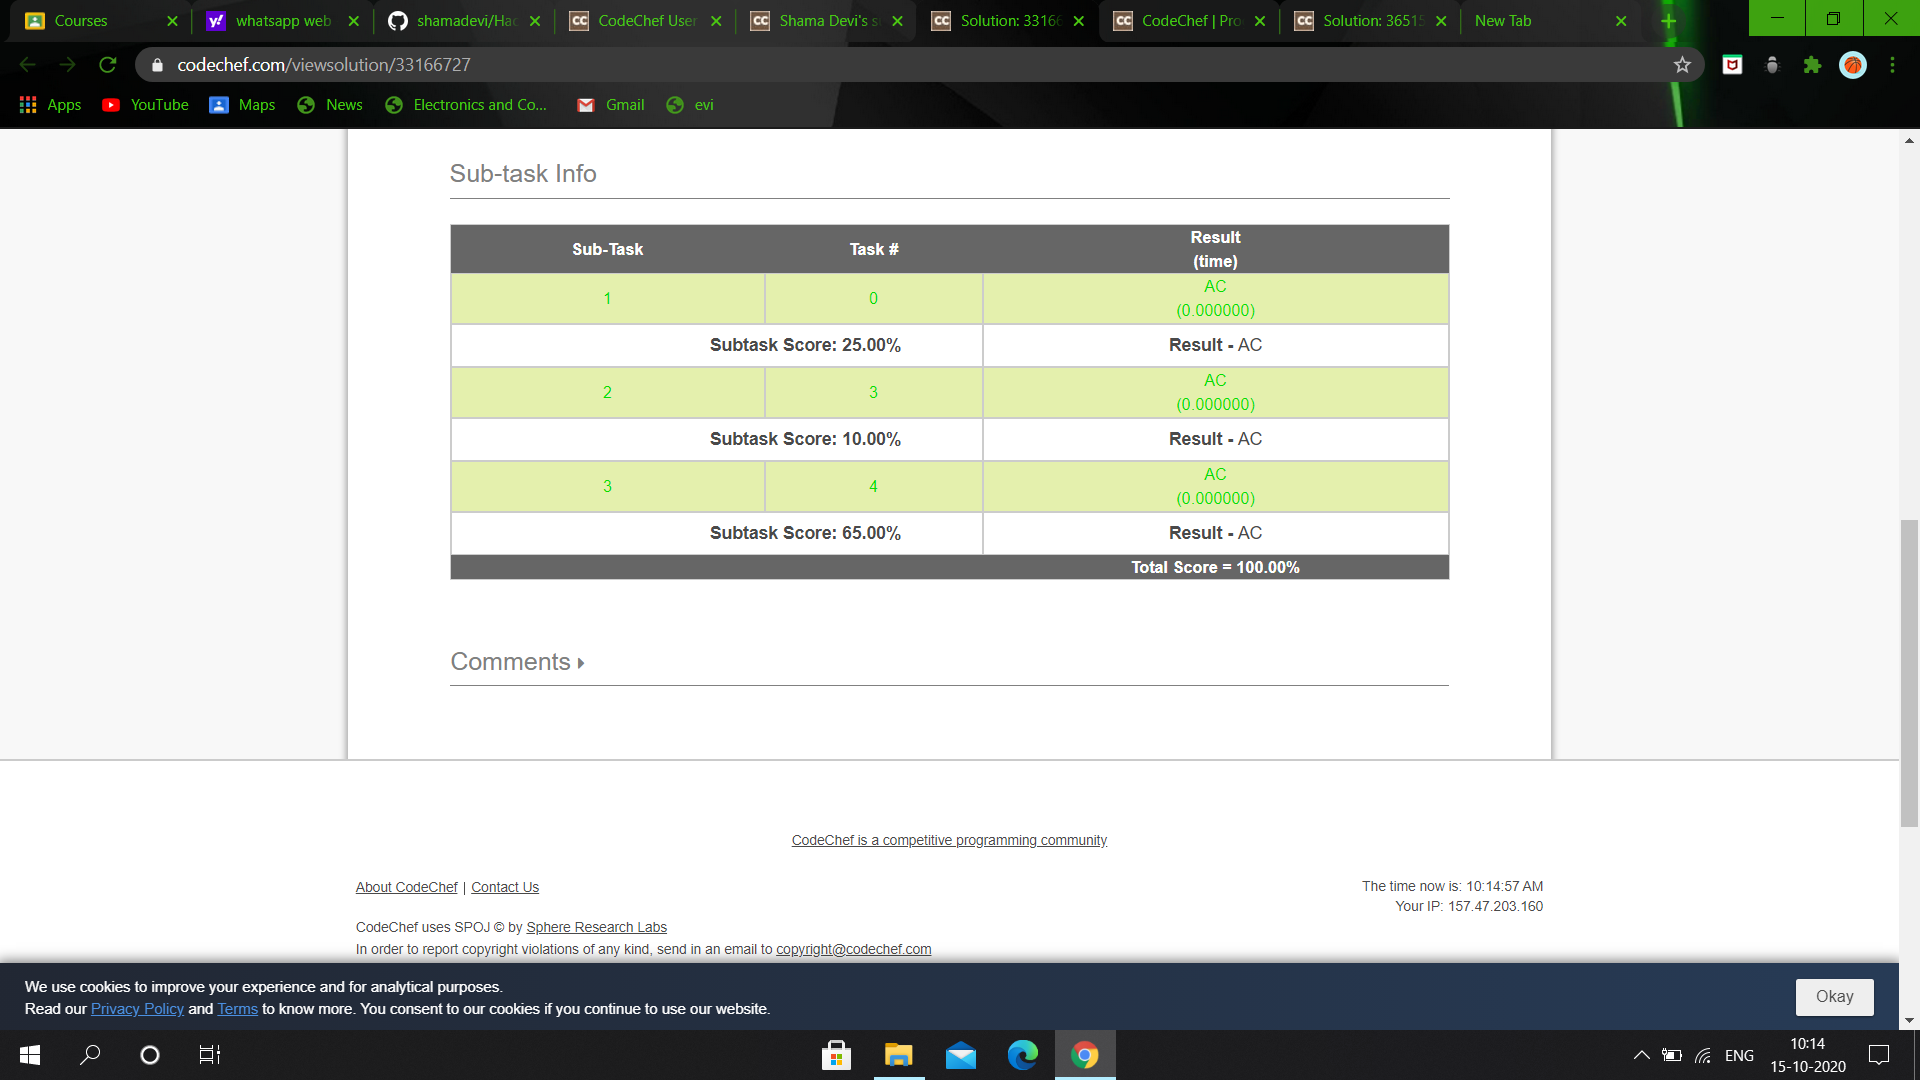 Courses
whatsapp web
shamadevi/Hac
CodeChef User
Shama Devi's s
Solution: 33166
CodeChef | Pro
Solution: 36515
New Tab
codechef.com/viewsolution/33166727
Apps
YouTube
Maps
News
Electronics and Co...
Gmail
evi
Sub-task Info
Sub-Task Task # Result
(time)
1 0 AC
(0.000000)
Subtask Score: 25.00% Result - AC
2 3 AC
(0.000000)
Subtask Score: 10.00% Result - AC
3 4 AC
(0.000000)
Subtask Score: 65.00% Result - AC
Total Score = 100.00%
Comments
CodeChef is a competitive programming community
About CodeChef | Contact Us
The time now is: 10:14:57 AM
Your IP: 157.47.203.160
CodeChef uses SPOJ © by Sphere Research Labs
In order to report copyright violations of any kind, send in an email to copyright@codechef.com
We use cookies to improve your experience and for analytical purposes.
Read our Privacy Policy and Terms to know more. You consent to our cookies if you continue to use our website.
Okay
ENG
10:14
15-10-2020